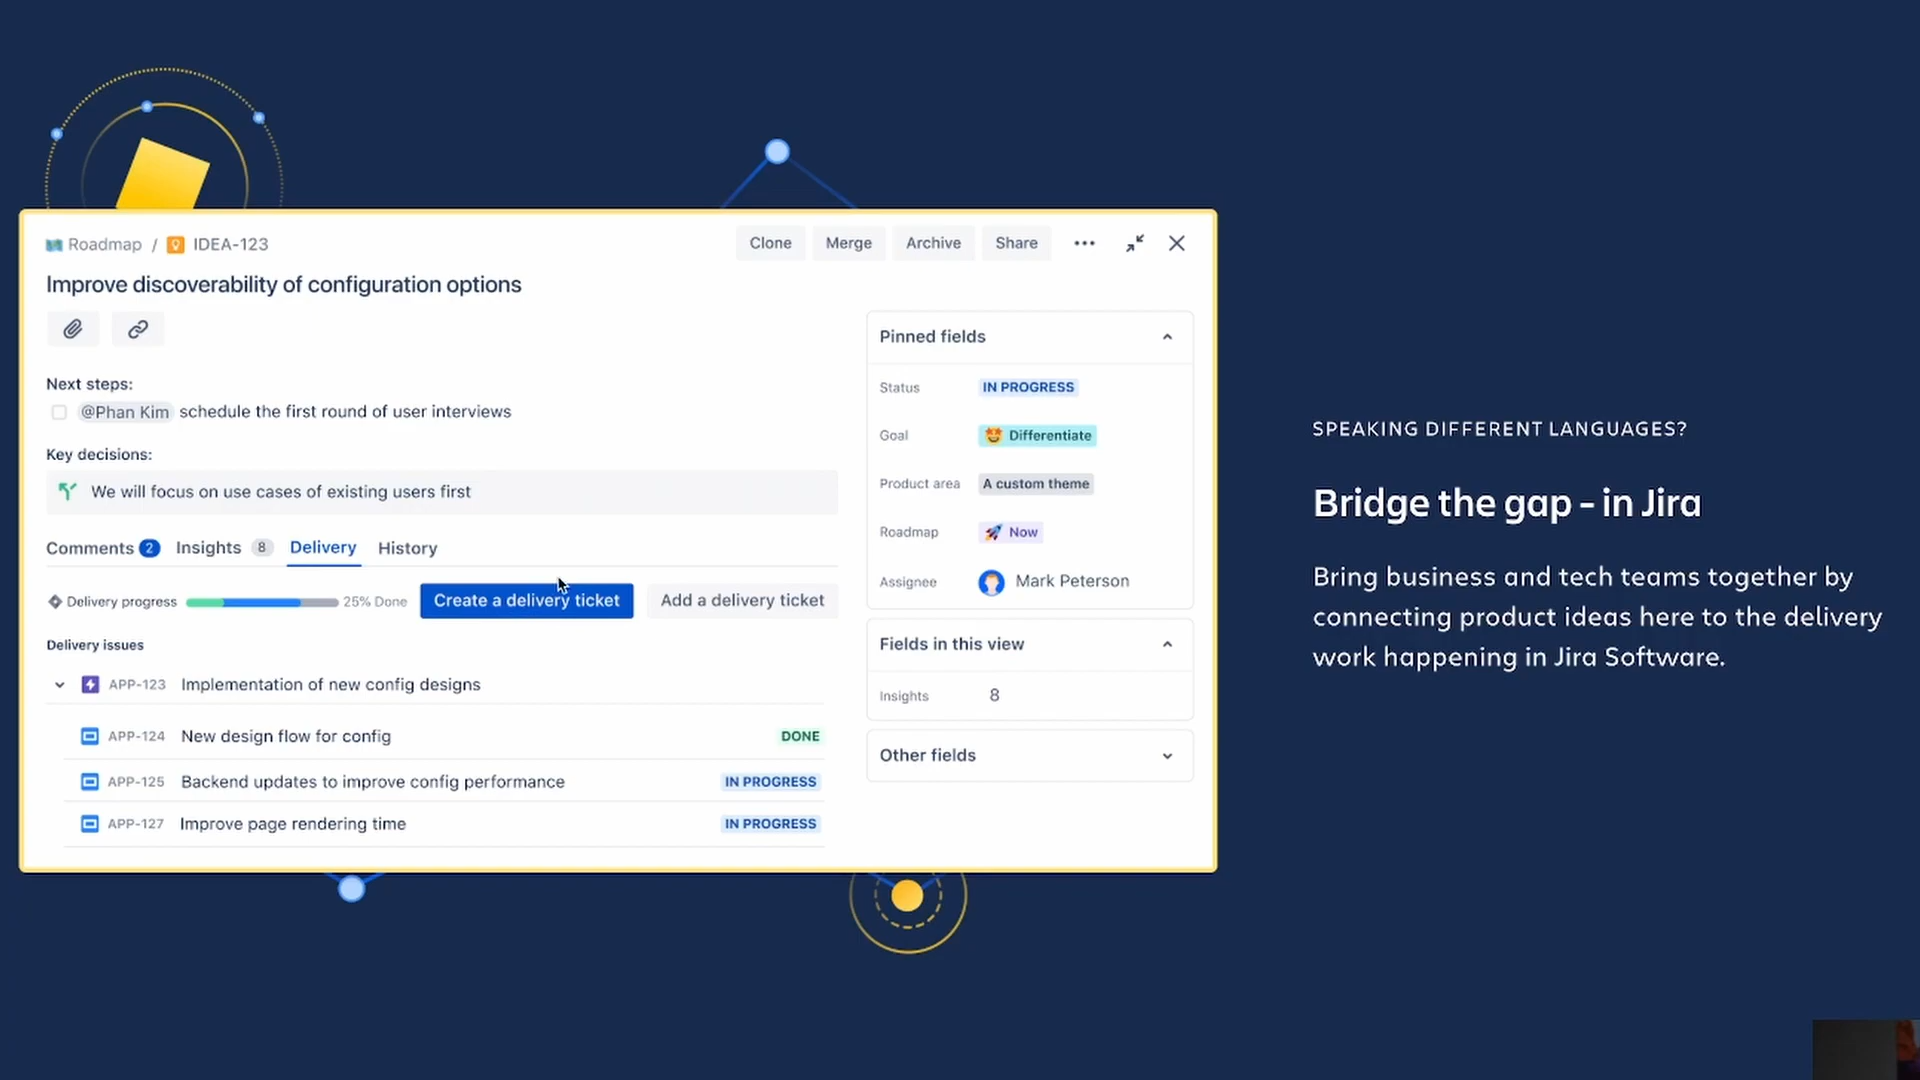 Roadmap / IDEA-123
Clone Merge Archive Share
Improve discoverability of configuration options
Next steps:
@Phan Kim schedule the first round of user interviews
Key decisions:
We will focus on use cases of existing users first
Comments 2 Insights 8 Delivery History
Delivery progress 25% Done Create a delivery ticket Add a delivery ticket
Delivery issues
APP-123 Implementation of new config designs
APP-124 New design flow for config DONE
APP-125 Backend updates to improve config performance IN PROGRESS
APP-127 Improve page rendering time IN PROGRESS
Pinned fields
Status IN PROGRESS
Goal Differentiate
Product area A custom theme
Roadmap Now
Assignee Mark Peterson
Fields in this view
Insights 8
Other fields
SPEAKING DIFFERENT LANGUAGES?
Bridge the gap - in Jira
Bring business and tech teams together by
connecting product ideas here to the delivery
work happening in Jira Software.